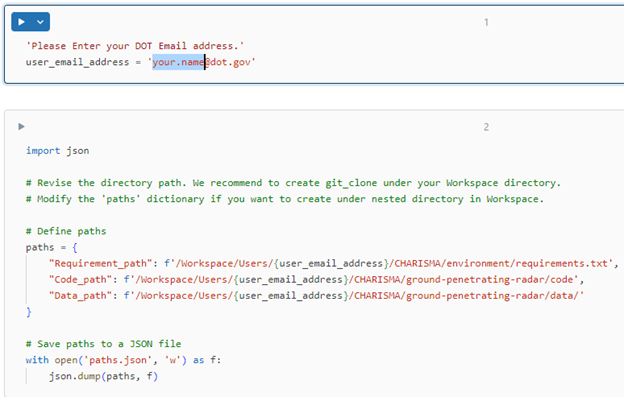 1
'Please Enter your DOT Email address.'
user_email_address = 'your.name@dot.gov'
2
import json
# Revise the directory path. We recommend to create git_clone under your Workspace directory.
# Modify the 'paths' dictionary if you want to create under nested directory in Workspace.
# Define paths
paths = {
"Requirement_path": f'/Workspace/Users/{user_email_address}/CHARISMA/environment/requirements.txt',
"Code_path": f'/Workspace/Users/{user_email_address}/CHARISMA/ground-penetrating-radar/code',
"Data_path": f'/Workspace/Users/{user_email_address}/CHARISMA/ground-penetrating-radar/data/'
}
# Save paths to a JSON file
with open('paths.json', 'w') as f:
json.dump(paths, f)